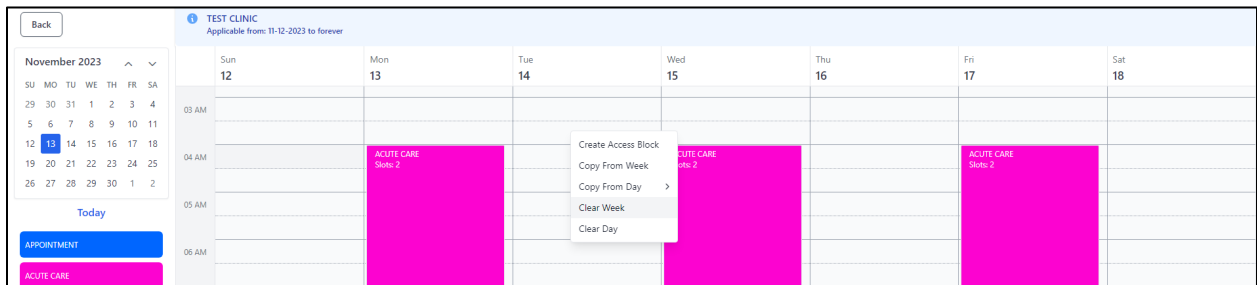 Back
TEST CLINIC
Applicable from: 11-12-2023 to forever
November 2023
SU MO TU WE TH FR SA
29 30 31 1 2 3 4
5 6 7 8 9 10 11
12 13 14 15 16 17 18
19 20 21 22 23 24 25
26 27 28 29 30 1 2
Today
APPOINTMENT
ACUTE CARE
Sun Mon Tue Wed Thu Fri Sat
12 13 14 15 16 17 18
03 AM
04 AM
05 AM
06 AM
ACUTE CARE
Slots: 2
Create Access Block
Copy From Week
Copy From Day
Clear Week
Clear Day
CUTE CARE
ots: 2
ACUTE CARE
Slots: 2